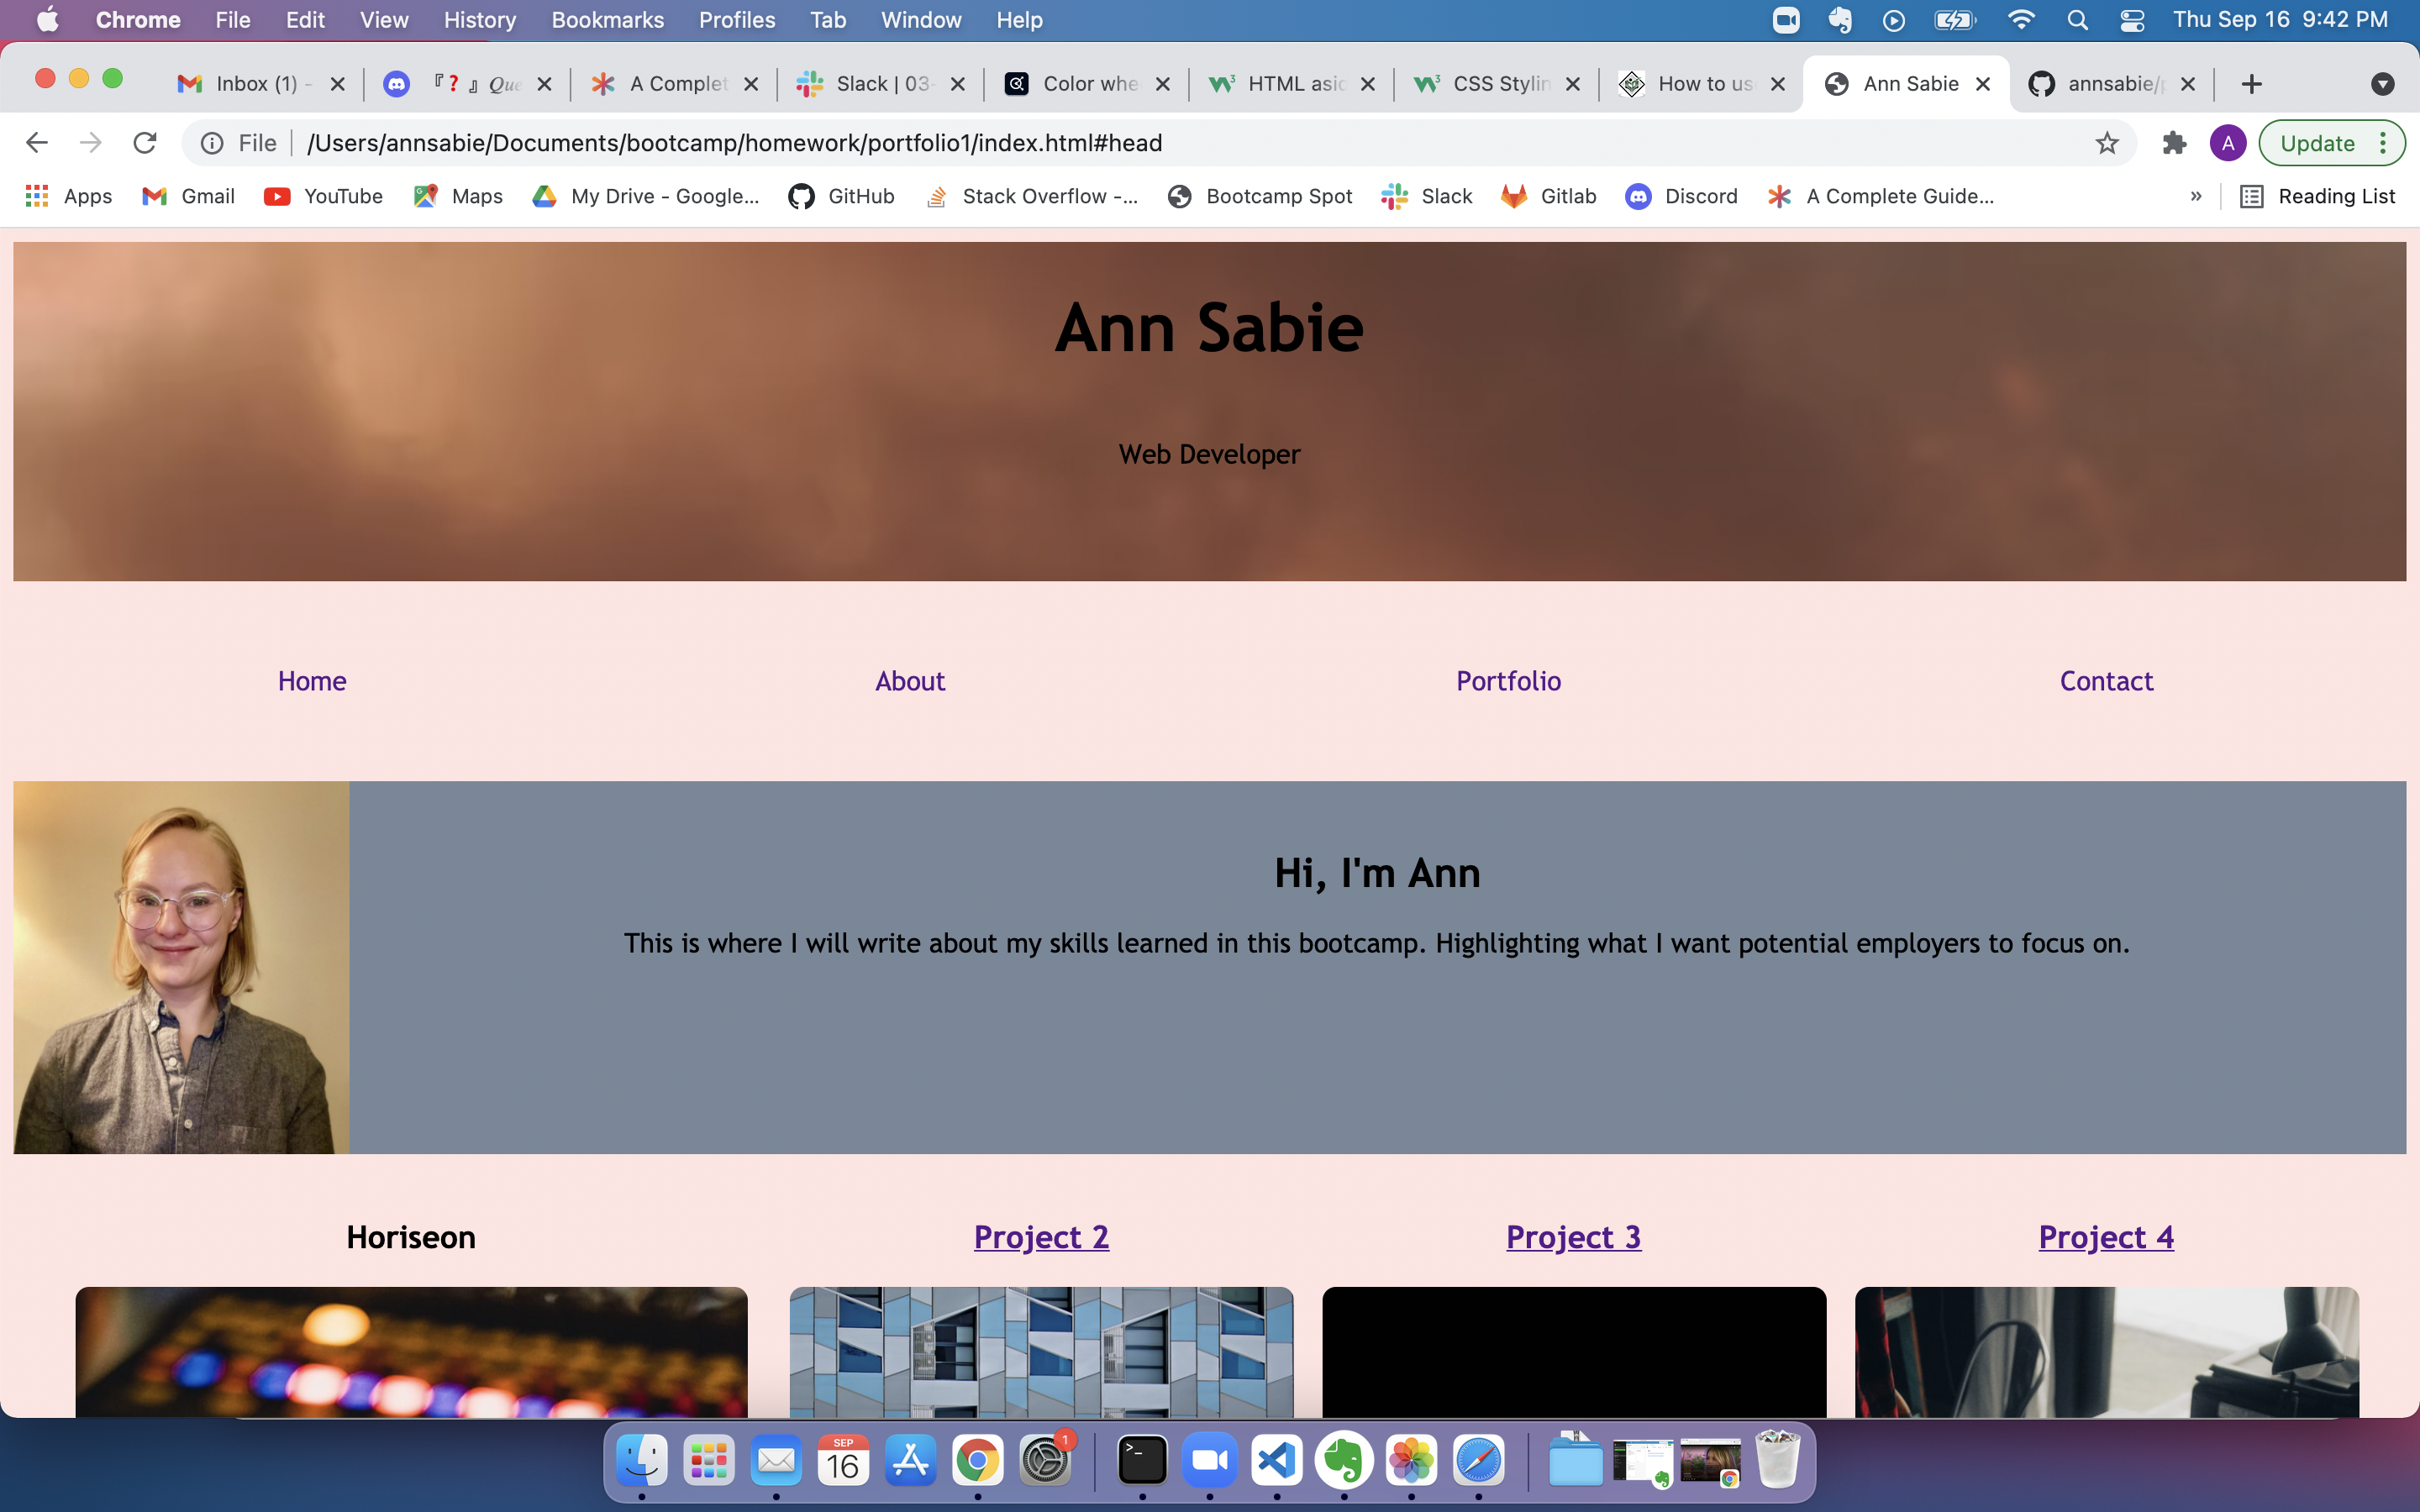 Chrome File Edit View History Bookmarks Profiles Tab Window Help Thu Sep 16 9:42 PM
Inbox (1) - 『❓』 Que A Complet Slack | 03- Color whe HTML asid CSS Stylin How to us Ann Sabie annsabie/p
File /Users/annsabie/Documents/bootcamp/homework/portfolio1/index.html#head A Update
Apps Gmail YouTube Maps My Drive - Google... GitHub Stack Overflow -... Bootcamp Spot Slack Gitlab Discord A Complete Guide... » Reading List
Ann Sabie
Web Developer
Home About Portfolio Contact
Hi, I'm Ann
This is where I will write about my skills learned in this bootcamp. Highlighting what I want potential employers to focus on.
Horiseon Project 2 Project 3 Project 4
SEP 1
16